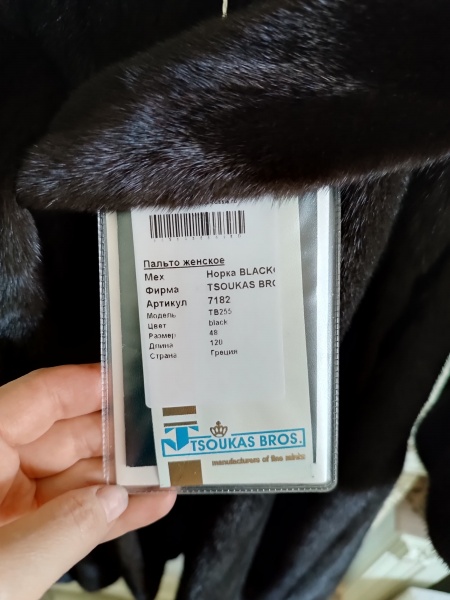 Пальто женское
Мех Норка BLACK
Фирма TSOUKAS BRO
Артикул 7182
Модель TB255
Цвет black
Размер 48
Длина 120
Страна Греция
TSOUKAS BROS.
manufacturers of fine minks